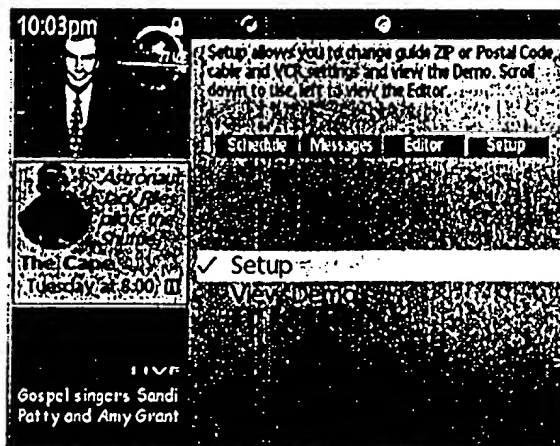 10:03pm
Setup allows you to change guide ZIP or Postal Code,
cable and VCR settings and view the Demo. Scroll
down to use, left to view the Editor.
Schedule Messages Editor Setup
Astronaut
The Cape
Tuesday at 8:00
✓ Setup
View Demo
LIVE
Gospel singers Sandi
Patty and Amy Grant